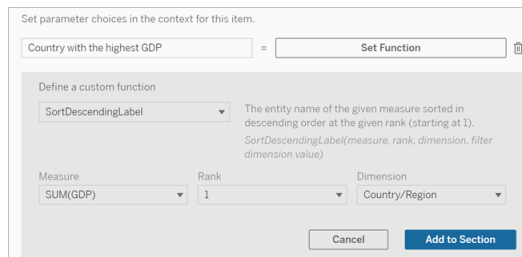 Set parameter choices in the context for this item.
Country with the highest GDP = Set Function
Define a custom function
SortDescendingLabel
The entity name of the given measure sorted in
descending order at the given rank (starting at 1).
SortDescendingLabel(measure, rank, dimension, filter
dimension value)
Measure Rank Dimension
SUM(GDP) 1 Country/Region
Cancel Add to Section